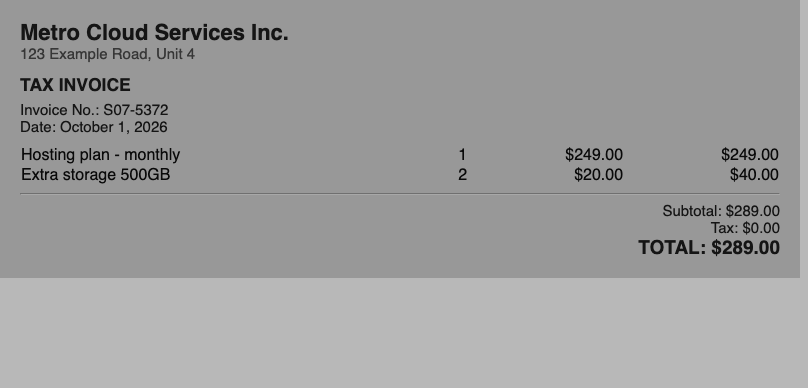 Metro Cloud Services Inc.
123 Example Road, Unit 4
TAX INVOICE
Invoice No.: S07-5372
Date: October 1, 2026
Hosting plan - monthly 1 $249.00 $249.00
Extra storage 500GB 2 $20.00 $40.00
Subtotal: $289.00
Tax: $0.00
TOTAL: $289.00